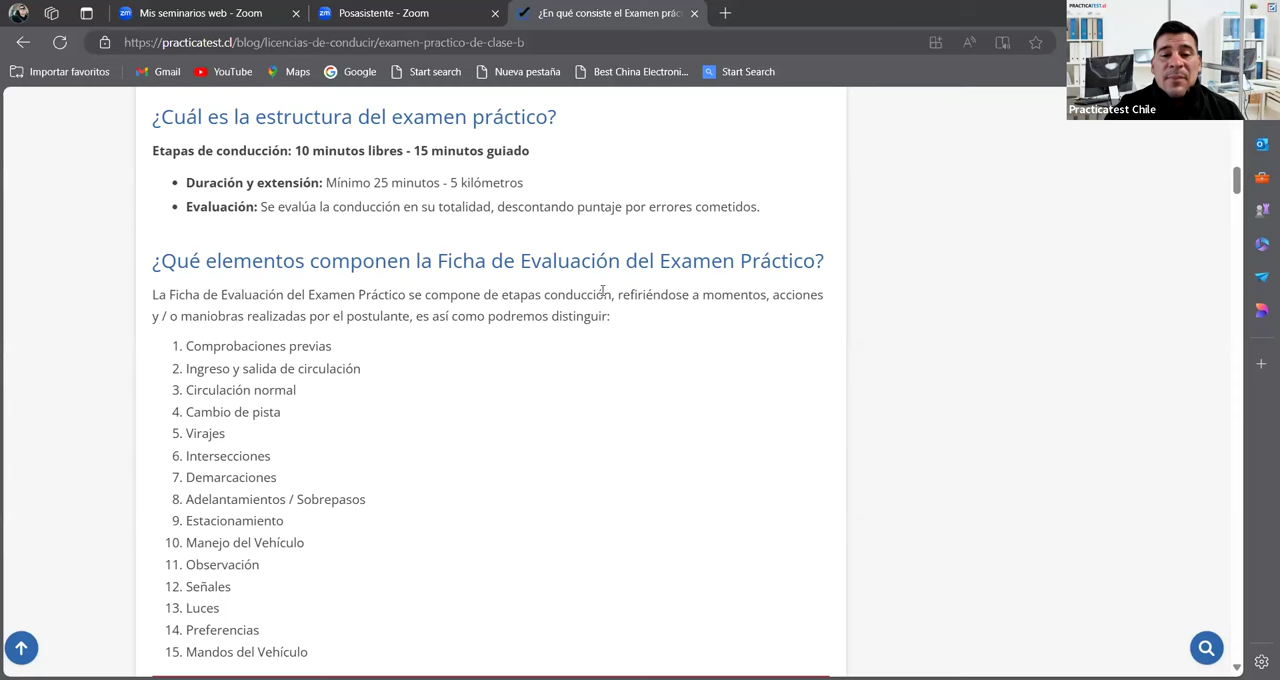 Mis seminarios web - Zoom
Posasistente - Zoom
¿En qué consiste el Examen prác
https://practicatest.cl/blog/licencias-de-conducir/examen-practico-de-clase-b
Importar favoritos
Gmail
YouTube
Maps
Google
Start search
Nueva pestaña
Best China Electroni...
Start Search
PRACTICATEST.cl
Practicatest Chile
¿Cuál es la estructura del examen práctico?
Etapas de conducción: 10 minutos libres - 15 minutos guiado
• Duración y extensión: Mínimo 25 minutos - 5 kilómetros
• Evaluación: Se evalúa la conducción en su totalidad, descontando puntaje por errores cometidos.
¿Qué elementos componen la Ficha de Evaluación del Examen Práctico?
La Ficha de Evaluación del Examen Práctico se compone de etapas conducción, refiriéndose a momentos, acciones
y / o maniobras realizadas por el postulante, es así como podremos distinguir:
1. Comprobaciones previas
2. Ingreso y salida de circulación
3. Circulación normal
4. Cambio de pista
5. Virajes
6. Intersecciones
7. Demarcaciones
8. Adelantamientos / Sobrepasos
9. Estacionamiento
10. Manejo del Vehículo
11. Observación
12. Señales
13. Luces
14. Preferencias
15. Mandos del Vehículo